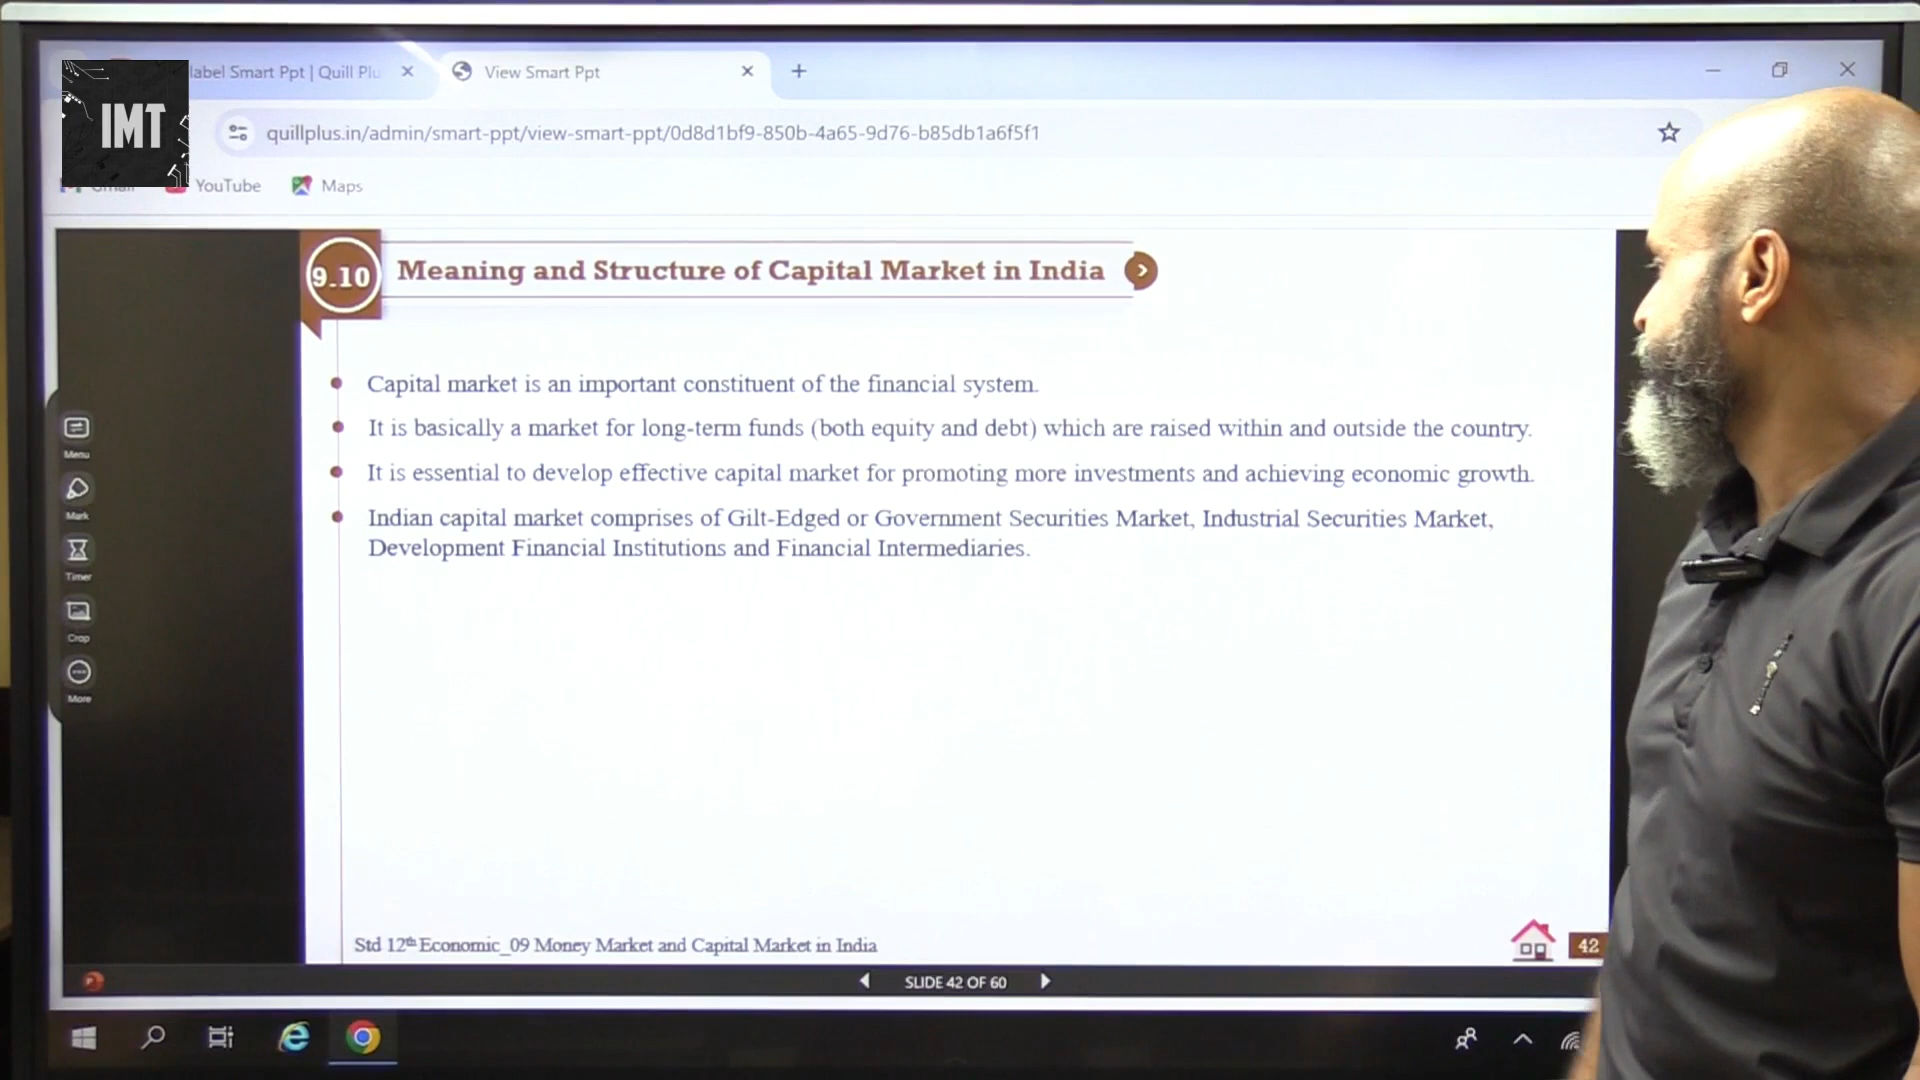 IMT
label Smart Ppt | Quill Plu
View Smart Ppt
quillplus.in/admin/smart-ppt/view-smart-ppt/0d8d1bf9-850b-4a65-9d76-b85db1a6f5f1
Gmail
YouTube
Maps
9.10
Meaning and Structure of Capital Market in India
Capital market is an important constituent of the financial system.
It is basically a market for long-term funds (both equity and debt) which are raised within and outside the country.
It is essential to develop effective capital market for promoting more investments and achieving economic growth.
Indian capital market comprises of Gilt-Edged or Government Securities Market, Industrial Securities Market,
Development Financial Institutions and Financial Intermediaries.
Menu
Mark
Timer
Crop
More
Std 12th Economic_09 Money Market and Capital Market in India
42
SLIDE 42 OF 60